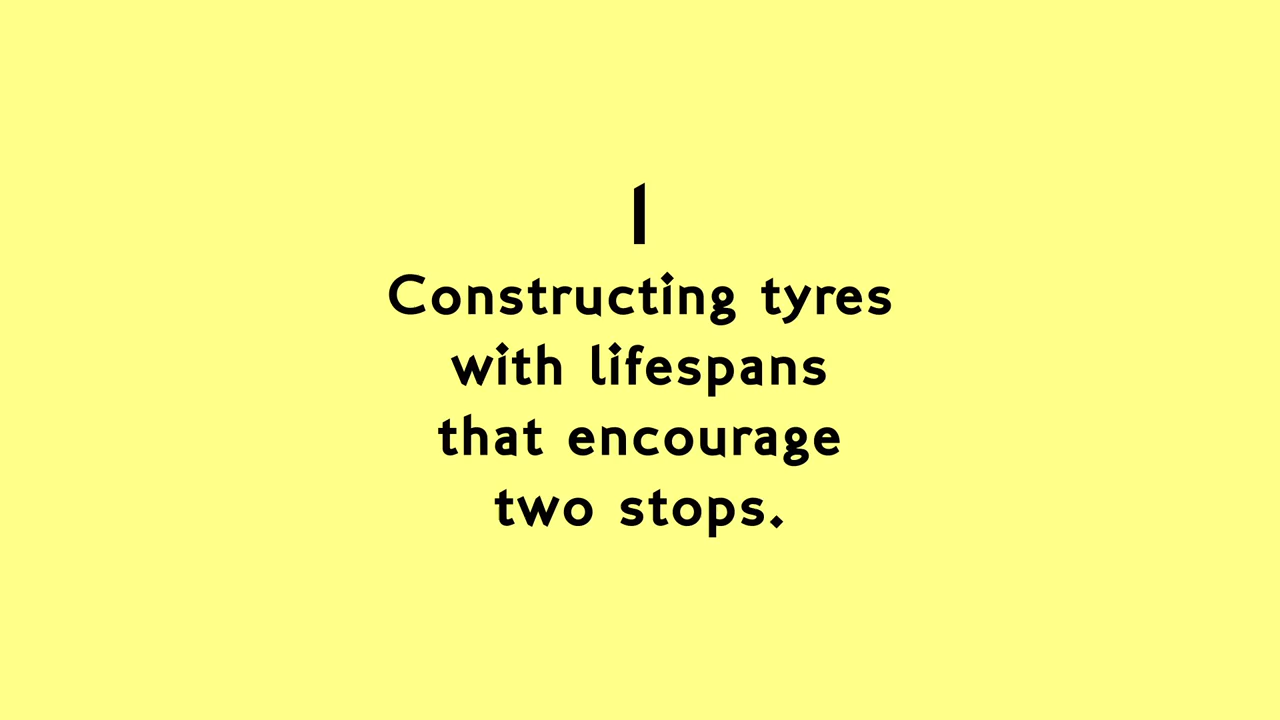 1
Constructing tyres
with lifespans
that encourage
two stops.